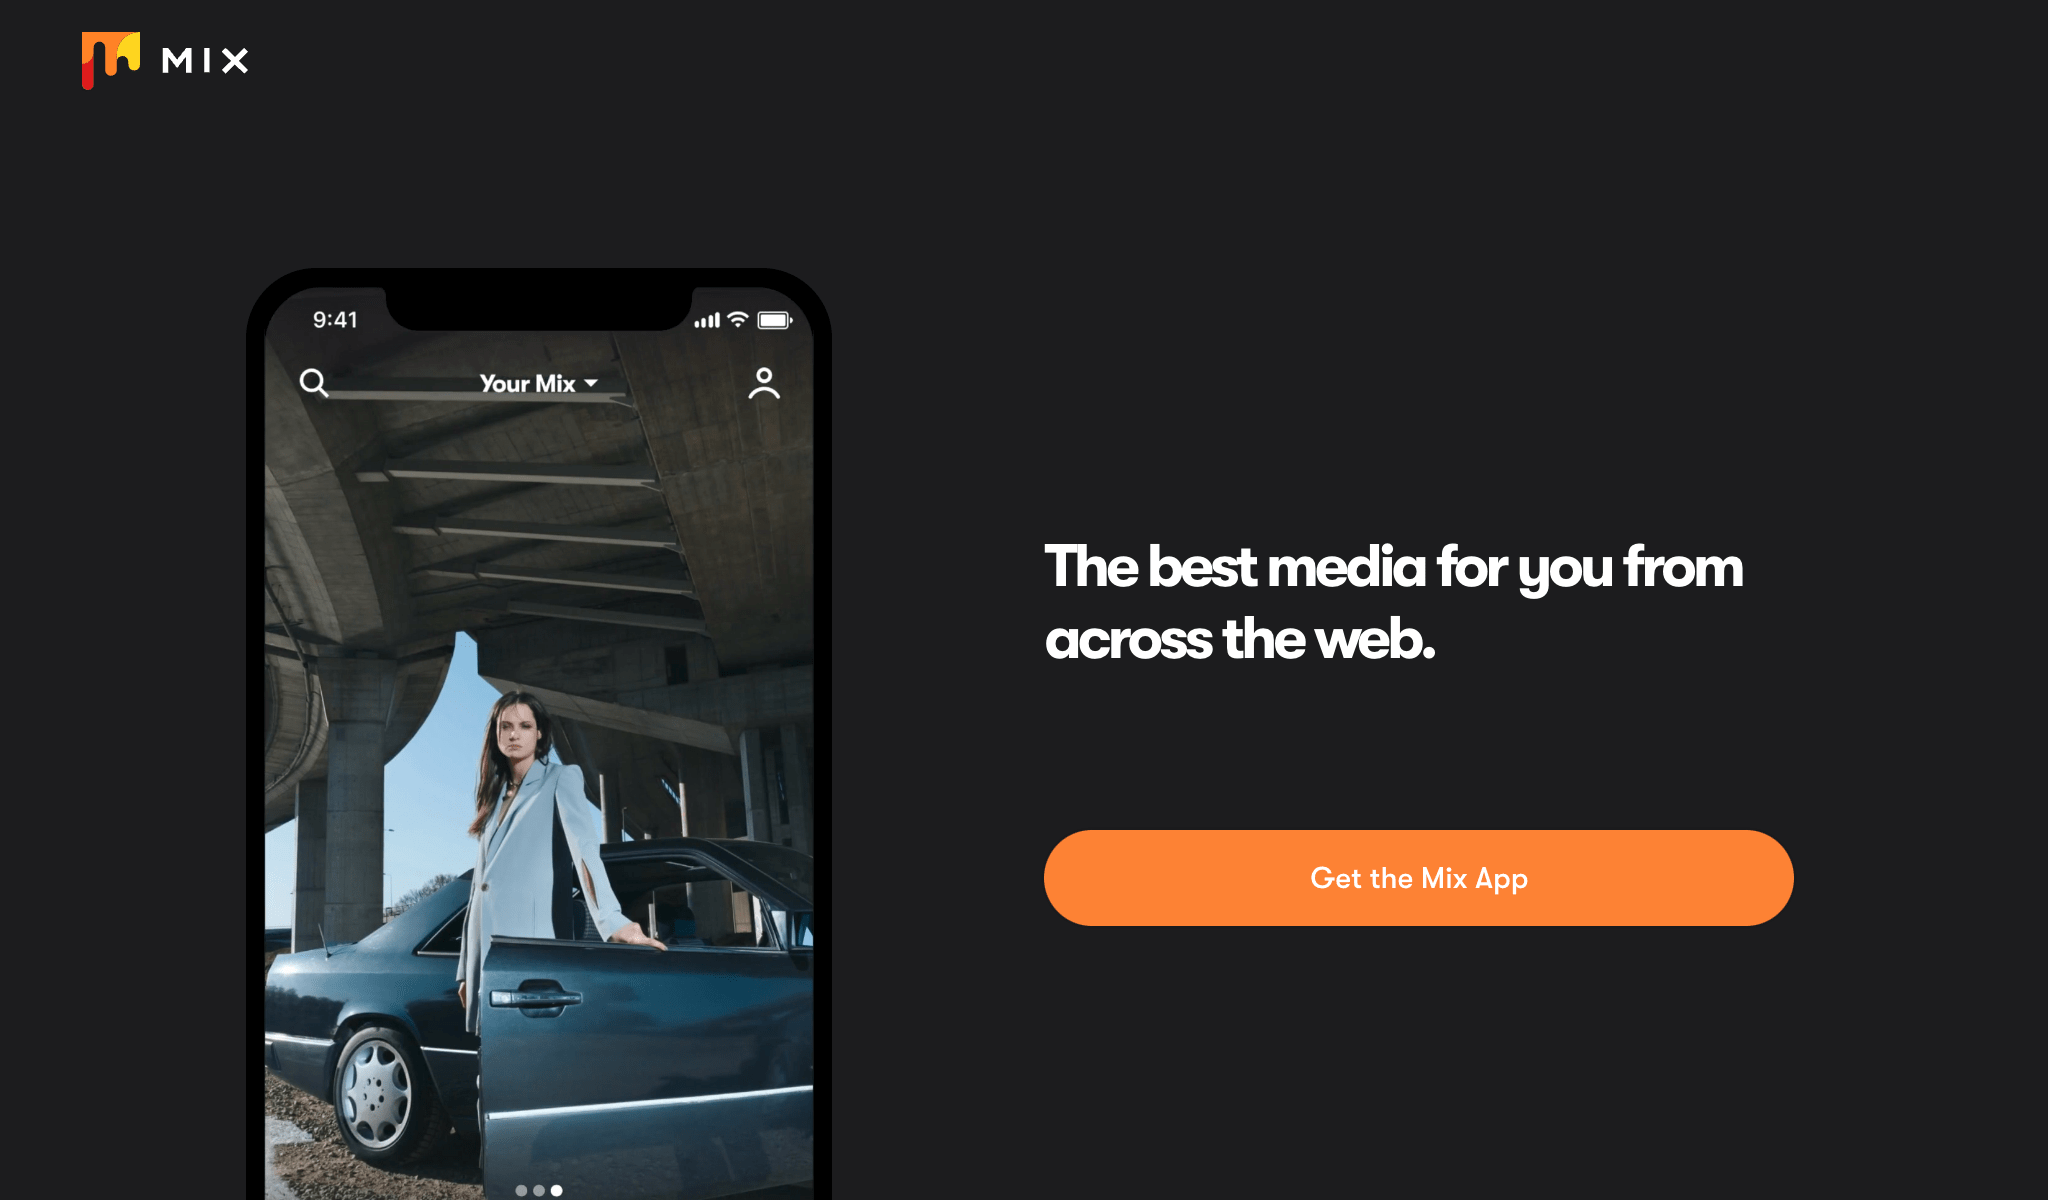 MIX
9:41
Your Mix
The best media for you from
across the web.
Get the Mix App